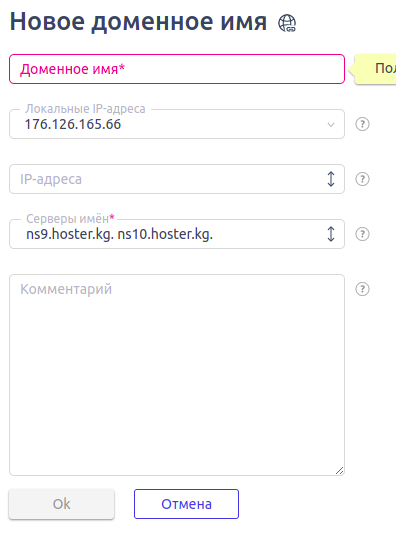 Новое доменное имя
Доменное имя*
Локальные IP-адреса
176.126.165.66
?
IP-адреса
?
Серверы имён*
ns9.hoster.kg. ns10.hoster.kg.
?
Комментарий
?
Ok
Отмена